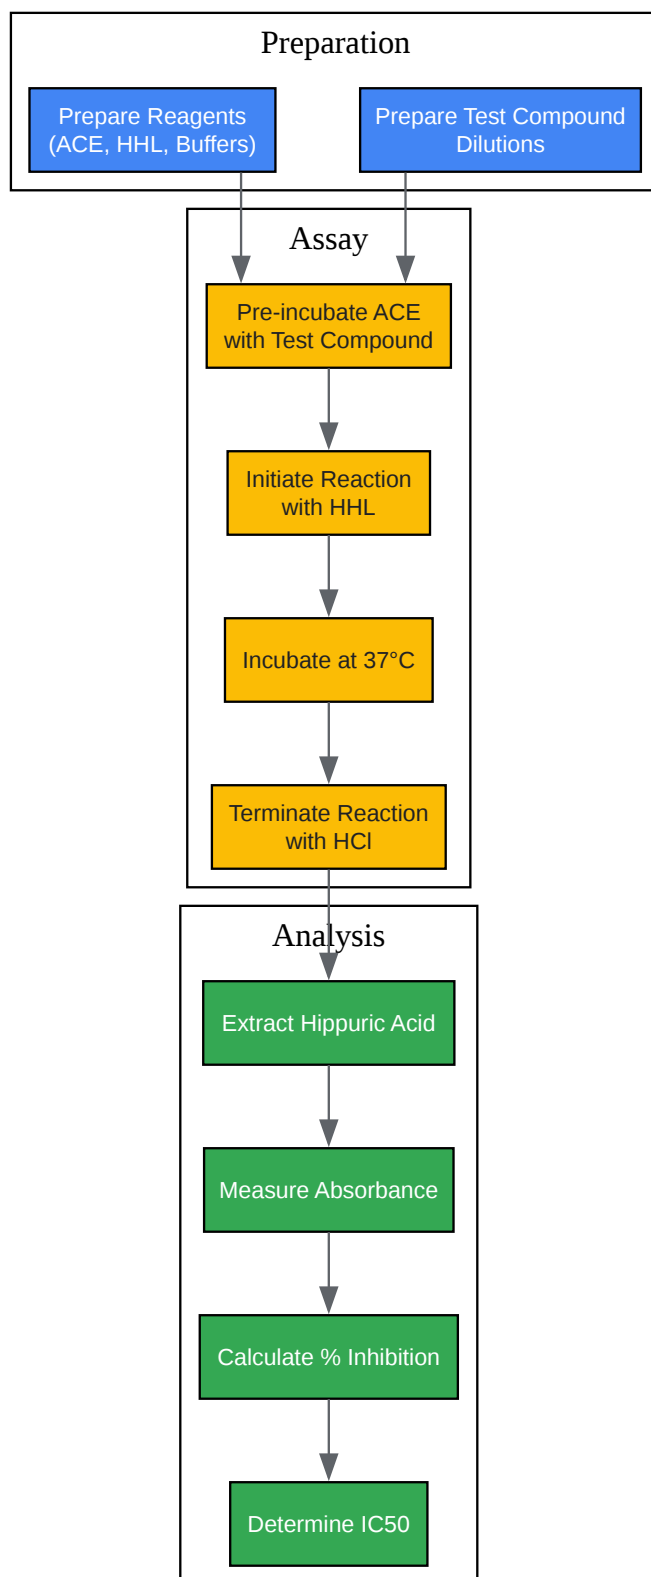 Preparation
Prepare Reagents
(ACE, HHL, Buffers)
Prepare Test Compound
Dilutions
Assay
Pre-incubate ACE
with Test Compound
Initiate Reaction
with HHL
Incubate at 37°C
Terminate Reaction
with HCl
Analysis
Extract Hippuric Acid
Measure Absorbance
Calculate % Inhibition
Determine IC50